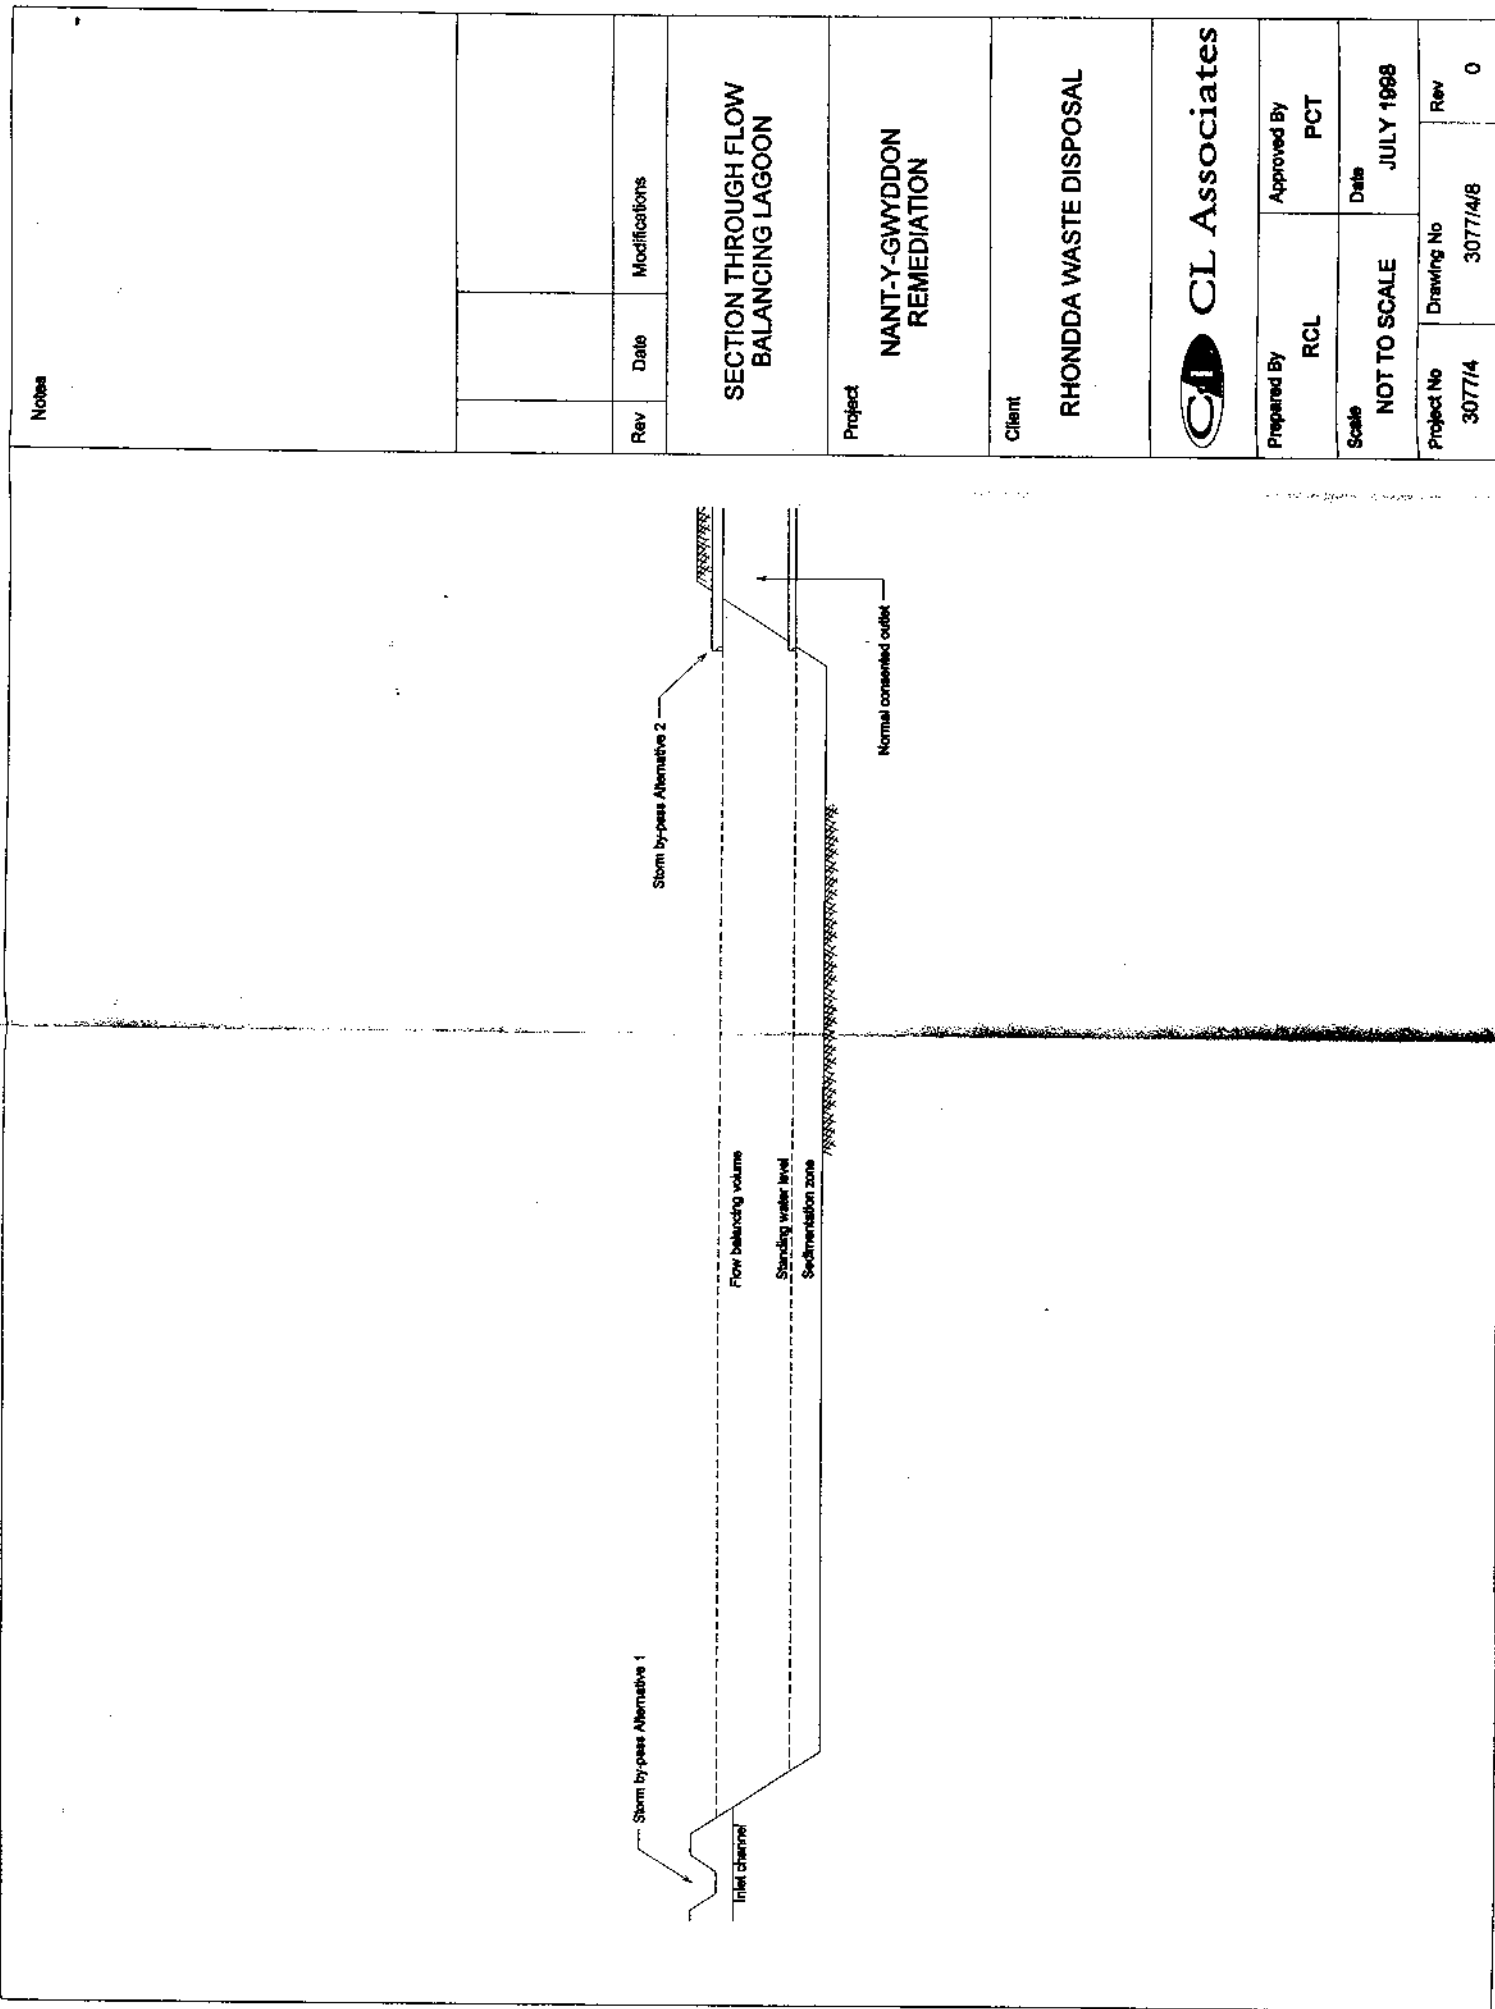 Storm by-pass Alternative 1
Inlet channel
Flow balancing volume
Standing water level
Sedimentation zone
Storm by-pass Alternative 2
Normal consented outlet
Notes
Rev Date Modifications
SECTION THROUGH FLOW
BALANCING LAGOON
Project
NANT-Y-GWYDDON
REMEDIATION
Client
RHONDDA WASTE DISPOSAL
CL Associates
Prepared By
RCL
Approved By
PCT
Scale
NOT TO SCALE
Date
JULY 1998
Project No
3077/4
Drawing No
3077/4/8
Rev
0